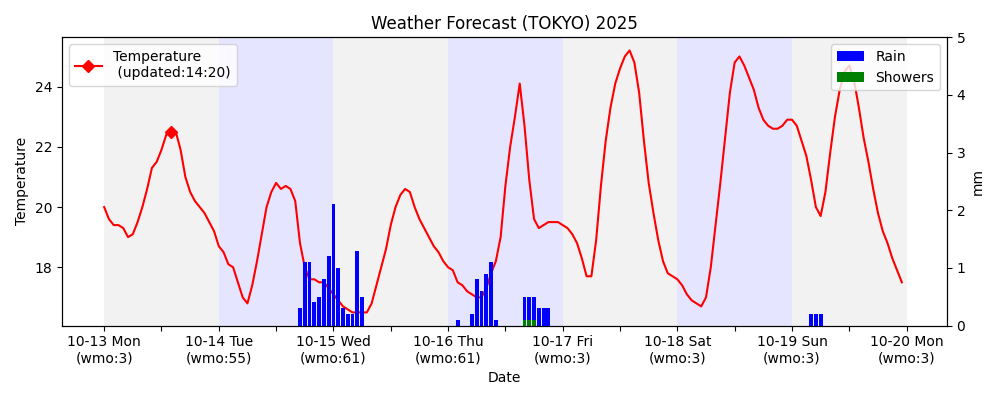 Weather Forecast (TOKYO) 2025
Temperature
(updated:14:20)
Rain
Showers
24
22
20
18
Temperature
5
4
3
2
1
0
mm
10-13 Mon 10-14 Tue 10-15 Wed 10-16 Thu 10-17 Fri 10-18 Sat 10-19 Sun 10-20 Mon
(wmo:3) (wmo:55) (wmo:61) (wmo:61) (wmo:3) (wmo:3) (wmo:3) (wmo:3)
Date